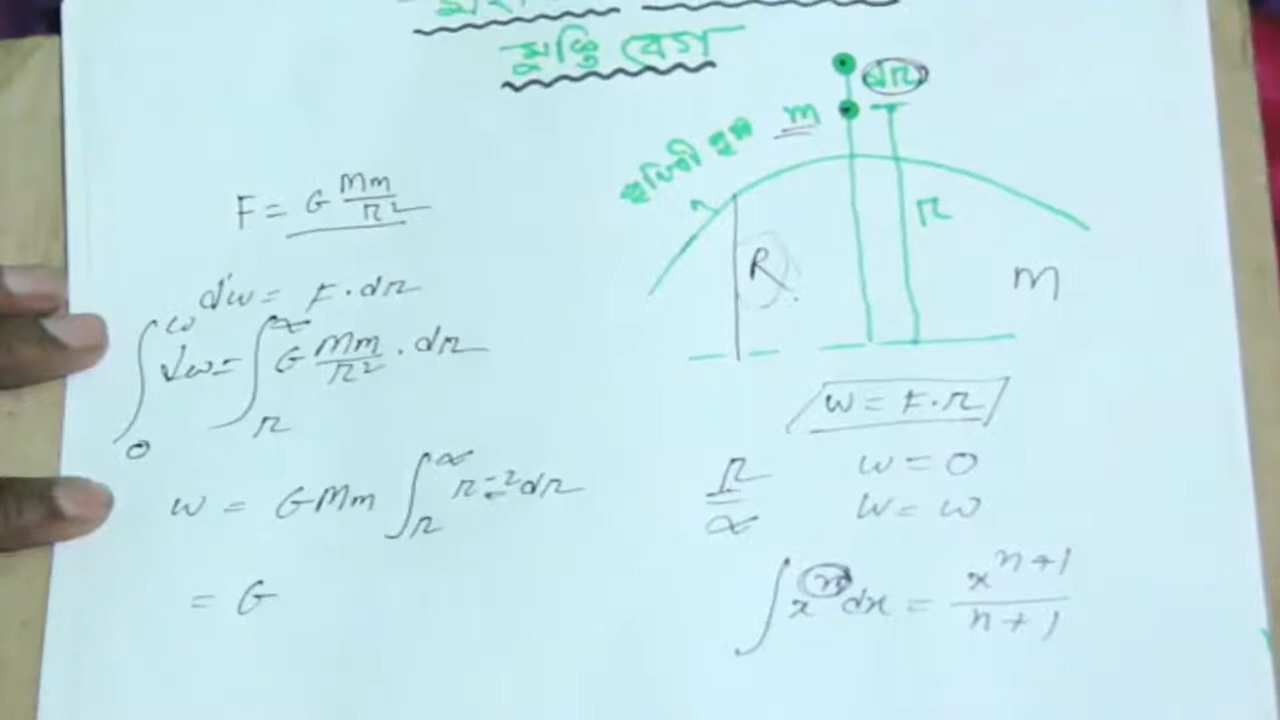 মুক্তি বেগ
dr
m
পৃথিবী পৃষ্ঠ
r
R
m
F = G Mm/r²
dw = F · dr
∫₀^w dw = ∫_r^∝ G Mm/r² · dr
w = GMm ∫_r^∝ r⁻² dr
= G
W = F · r
r w = 0
∝ w = w
∫ xⁿ dx = xⁿ⁺¹/n+1